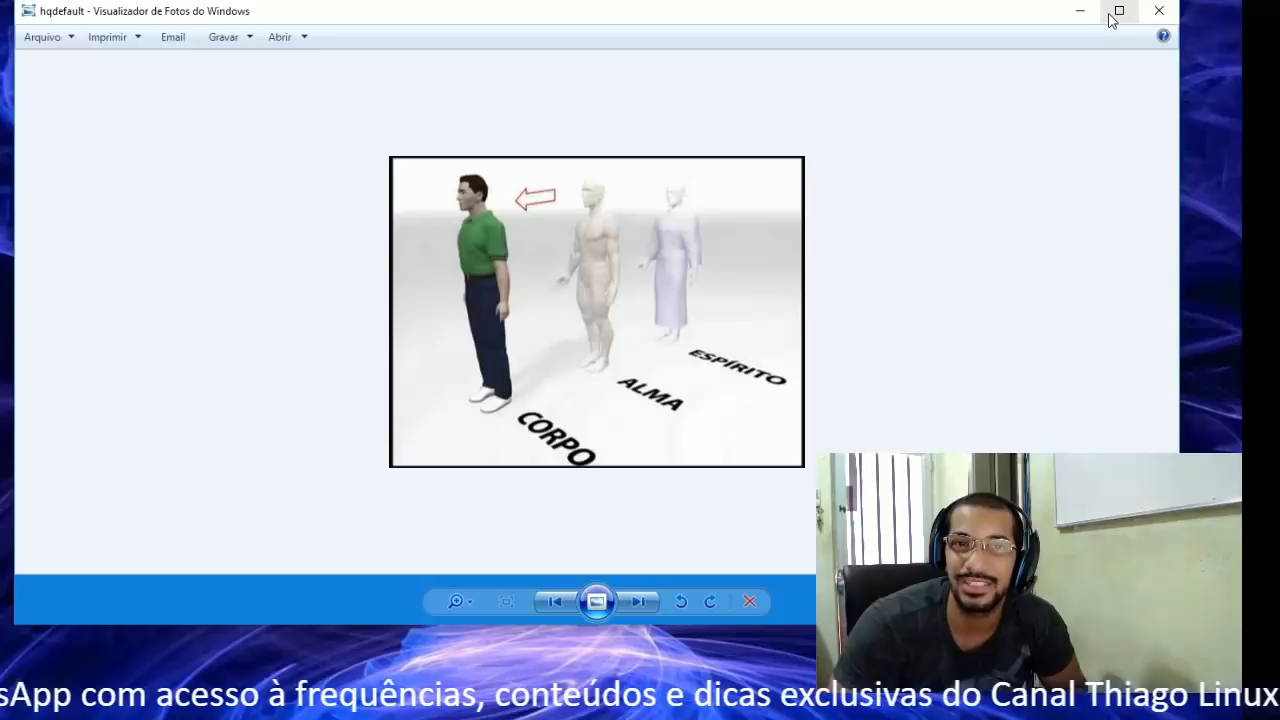 hqdefault - Visualizador de Fotos do Windows
Arquivo Imprimir Email Gravar Abrir
CORPO
ALMA
ESPÍRITO
sApp com acesso à frequências, conteúdos e dicas exclusivas do Canal Thiago Linux